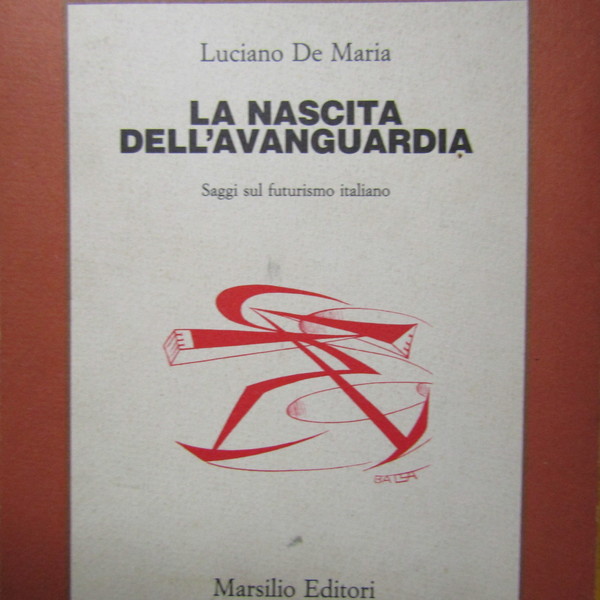 Luciano De Maria
LA NASCITA
DELL'AVANGUARDIA
Saggi sul futurismo italiano
BALLA
Marsilio Editori